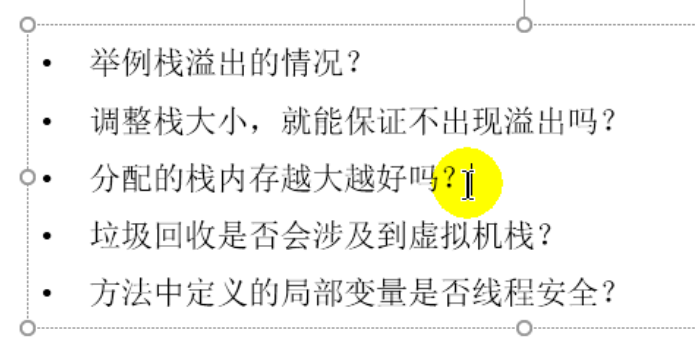 • 举例栈溢出的情况？
• 调整栈大小，就能保证不出现溢出吗？
• 分配的栈内存越大越好吗？
• 垃圾回收是否会涉及到虚拟机栈？
• 方法中定义的局部变量是否线程安全？